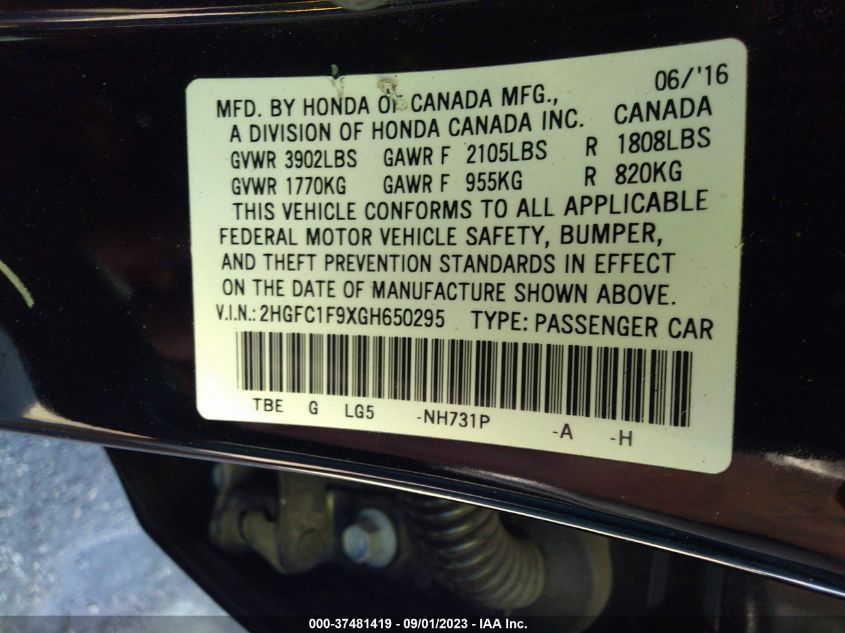 06/'16
MFD. BY HONDA OF CANADA MFG.,
A DIVISION OF HONDA CANADA INC. CANADA
GVWR 3902LBS GAWR F 2105LBS R 1808LBS
GVWR 1770KG GAWR F 955KG R 820KG
THIS VEHICLE CONFORMS TO ALL APPLICABLE
FEDERAL MOTOR VEHICLE SAFETY, BUMPER,
AND THEFT PREVENTION STANDARDS IN EFFECT
ON THE DATE OF MANUFACTURE SHOWN ABOVE.
V.I.N.: 2HGFC1F9XGH650295 TYPE: PASSENGER CAR
TBE G LG5 -NH731P -A -H
000-37481419 - 09/01/2023 - IAA Inc.